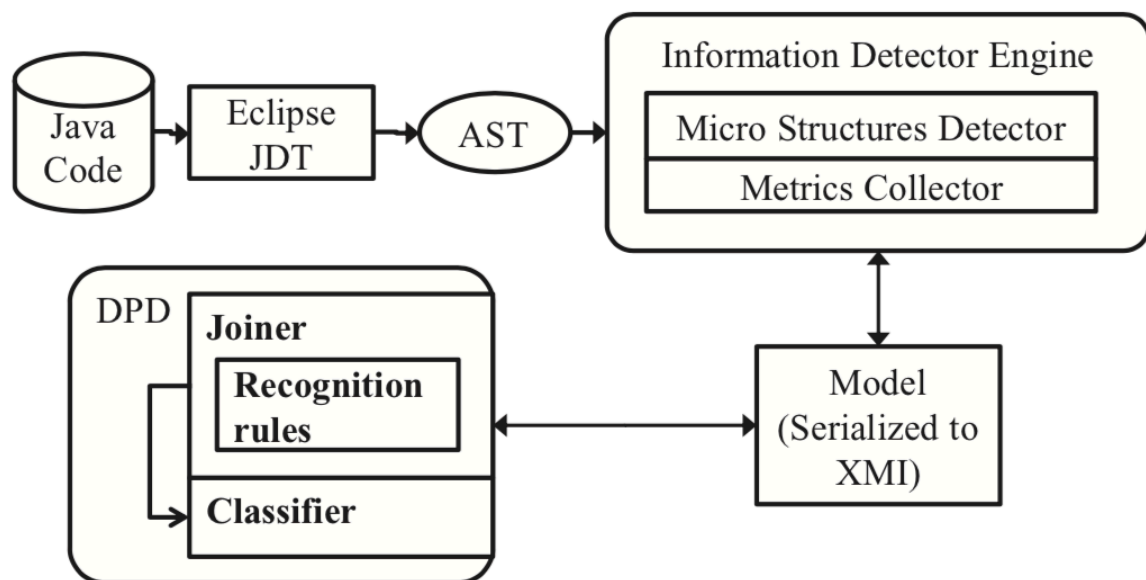 Java
Code
Eclipse
JDT
AST
Information Detector Engine
Micro Structures Detector
Metrics Collector
DPD
Joiner
Recognition
rules
Classifier
Model
(Serialized to
XMI)